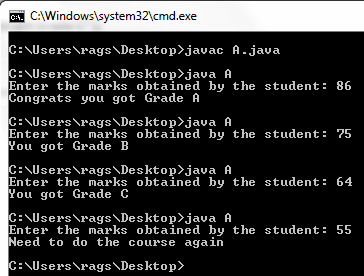 C:\Windows\system32\cmd.exe
C:\Users\rags\Desktop>javac A.java
C:\Users\rags\Desktop>java A
Enter the marks obtained by the student: 86
Congrats you got Grade A
C:\Users\rags\Desktop>java A
Enter the marks obtained by the student: 75
You got Grade B
C:\Users\rags\Desktop>java A
Enter the marks obtained by the student: 64
You got Grade C
C:\Users\rags\Desktop>java A
Enter the marks obtained by the student: 55
Need to do the course again
C:\Users\rags\Desktop>